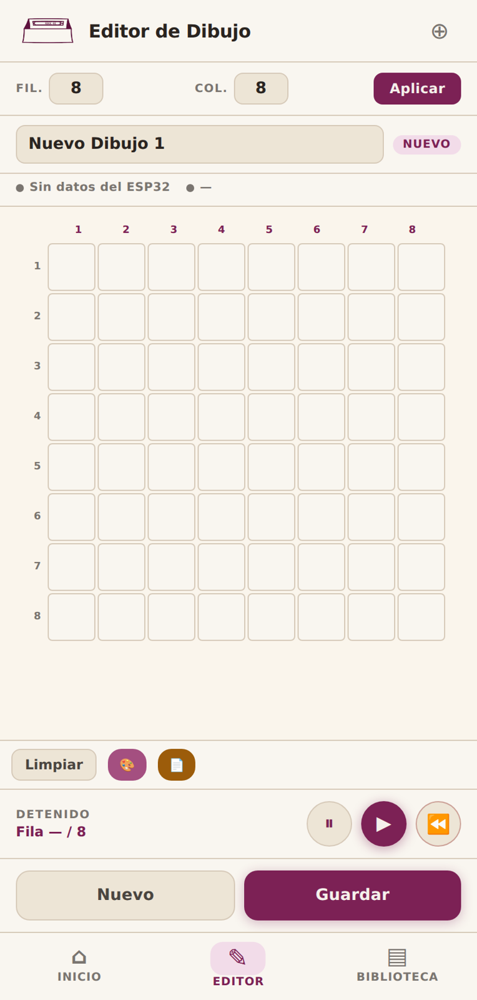 Editor de Dibujo
FIL. 8 COL. 8 Aplicar
Nuevo Dibujo 1 NUEVO
Sin datos del ESP32 —
1 2 3 4 5 6 7 8
1
2
3
4
5
6
7
8
Limpiar
DETENIDO
Fila — / 8
Nuevo Guardar
INICIO EDITOR BIBLIOTECA